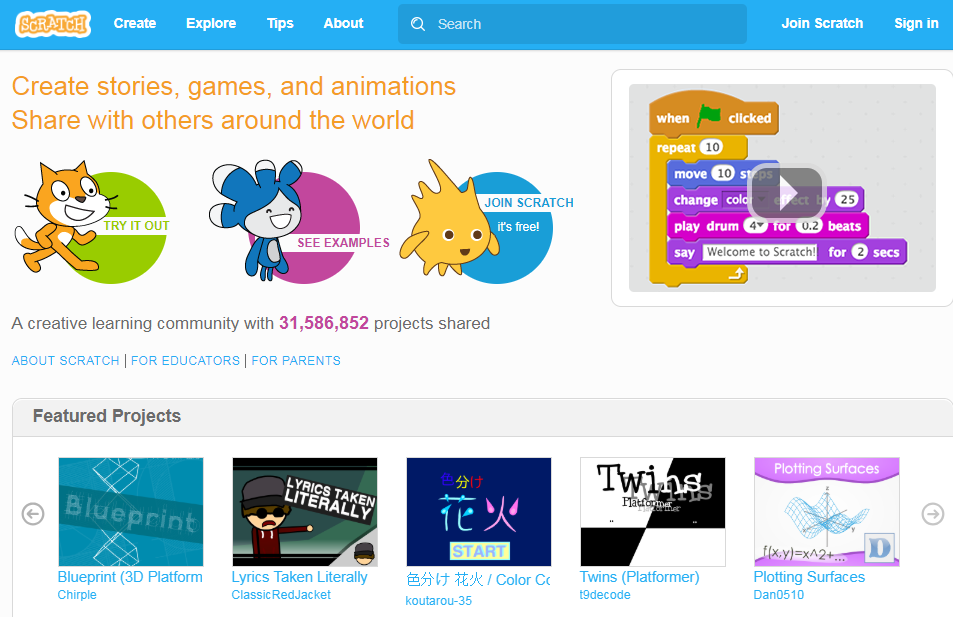 SCRATCH Create Explore Tips About Search Join Scratch Sign in
Create stories, games, and animations
Share with others around the world
TRY IT OUT
SEE EXAMPLES
JOIN SCRATCH
it's free!
when clicked
repeat 10
move 10 steps
change color effect by 25
play drum 4 for 0.2 beats
say Welcome to Scratch! for 2 secs
A creative learning community with 31,586,852 projects shared
ABOUT SCRATCH | FOR EDUCATORS | FOR PARENTS
Featured Projects
Blueprint
LYRICS TAKEN
LITERALLY
色分け
花火
START
Twins
Platformer
Plotting Surfaces
f(x,y)=x^2+...
D
Blueprint (3D Platform
Chirple
Lyrics Taken Literally
ClassicRedJacket
色分け 花火 / Color Cc
koutarou-35
Twins (Platformer)
t9decode
Plotting Surfaces
Dan0510